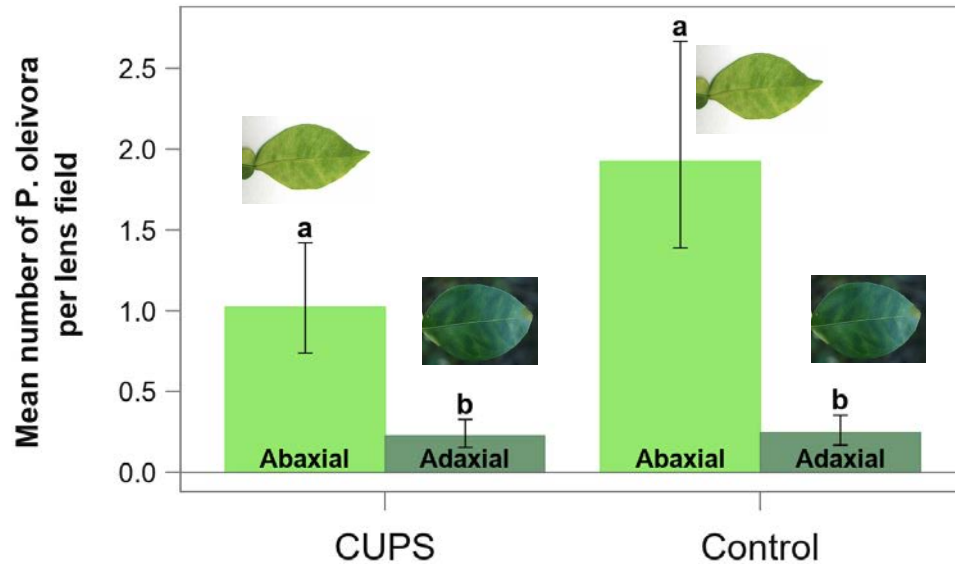 Mean number of P. oleivora
per lens field
2.5
2.0
1.5
1.0
0.5
0.0
a
b
a
b
Abaxial
Adaxial
Abaxial
Adaxial
CUPS
Control